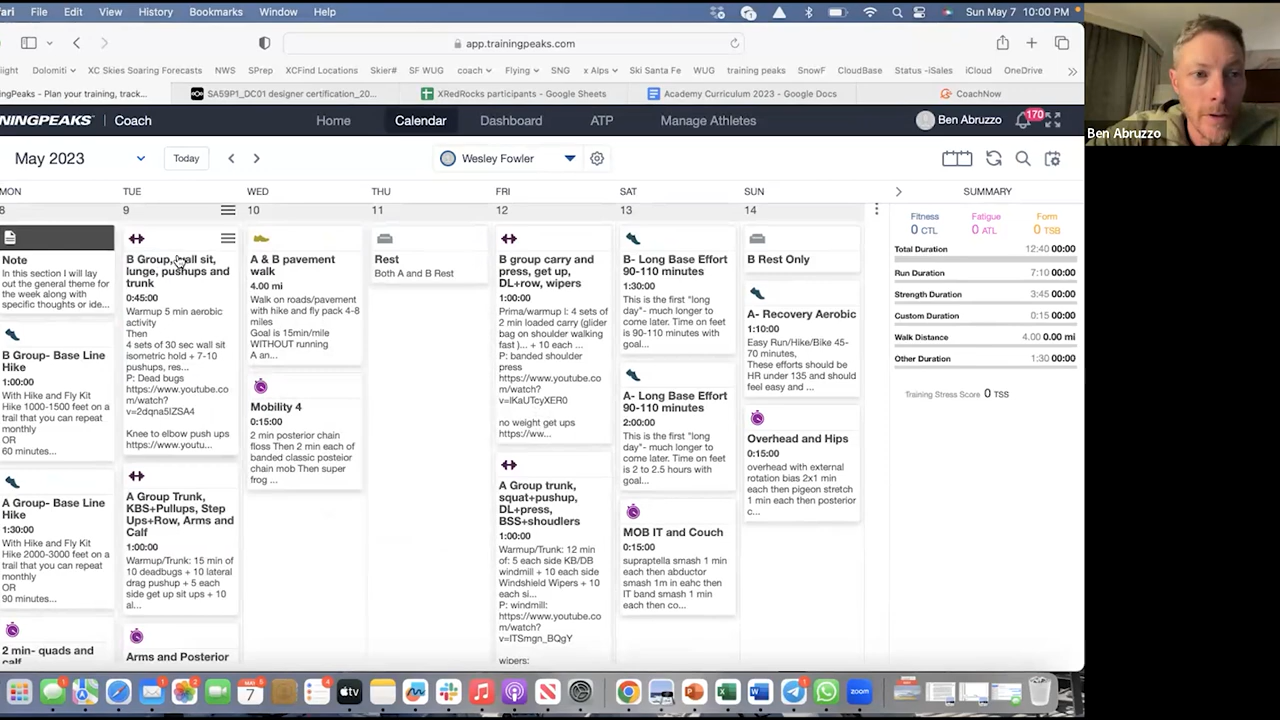 File Edit View History Bookmarks Window Help
Sun May 7 10:00 PM
app.trainingpeaks.com
Dolomiti XC Skies Soaring Forecasts NWS SPrep XCFind Locations Skier# SF WUG coach Flying SNG x Alps Ski Santa Fe WUG training peaks SnowF CloudBase Status -iSales iCloud OneDrive
ningPeaks - Plan your training, track... SA59P1_DC01 designer certification_20... XRedRocks participants - Google Sheets Academy Curriculum 2023 - Google Docs CoachNow
NINGPEAKS Coach Home Calendar Dashboard ATP Manage Athletes Ben Abruzzo 170
Ben Abruzzo
May 2023 Today Wesley Fowler
MON TUE WED THU FRI SAT SUN SUMMARY
8 9 10 11 12 13 14
Note
In this section I will lay
out the general theme for
the week along with
specific thoughts or ide...
B Group- Base Line
Hike
1:00:00
With Hike and Fly Kit
Hike 1000-1500 feet on a
trail that you can repeat
monthly
OR
60 minutes...
A Group- Base Line
Hike
1:30:00
With Hike and Fly Kit
Hike 2000-3000 feet on a
trail that you can repeat
monthly
OR
90 minutes...
2 min- quads and
calf
B Group, wall sit,
lunge, pushups and
trunk
0:45:00
Warmup 5 min aerobic
activity
Then
4 sets of 30 sec wall sit
isometric hold + 7-10
pushups, res...
P: Dead bugs
https://www.youtube.co
m/watch?
v=2dqna5lZSA4
Knee to elbow push ups
https://www.youtu...
A Group Trunk,
KBS+Pullups, Step
Ups+Row, Arms and
Calf
1:00:00
Warmup/Trunk: 15 min of
10 deadbugs + 10 lateral
drag pushup + 5 each
side get up sit ups + 10
al...
Arms and Posterior
A & B pavement
walk
4.00 mi
Walk on roads/pavement
with hike and fly pack 4-8
miles
Goal is 15min/mile
WITHOUT running
A an...
Mobility 4
0:15:00
2 min posterior chain
floss Then 2 min each of
banded classic posteior
chain mob Then super
frog ...
Rest
Both A and B Rest
B group carry and
press, get up,
DL+row, wipers
1:00:00
Prima/warmup l: 4 sets of
2 min loaded carry (glider
bag on shoulder walking
fast )... + 10 each ...
P: banded shoulder
press
https://www.youtube.co
m/watch?
v=lKaUTcyXER0
no weight get ups
https://ww...
A Group trunk,
squat+pushup,
DL+press,
BSS+shoudlers
1:00:00
Warmup/Trunk: 12 min
of: 5 each side KB/DB
windmill + 10 each side
Windshield Wipers + 10
each si...
P: windmill:
https://www.youtube.co
m/watch?
v=ITSmgn_BQgY
wipers:
B- Long Base Effort
90-110 minutes
1:30:00
This is the first "long
day"- much longer to
come later. Time on feet
is 90-110 minutes with
goal...
A- Long Base Effort
90-110 minutes
2:00:00
This is the first "long
day"- much longer to
come later. Time on feet
is 2 to 2.5 hours with
goal...
MOB IT and Couch
0:15:00
supraptella smash 1 min
each then abductor
smash 1m in eahc then
IT band smash 1 min
each then co...
B Rest Only
A- Recovery Aerobic
1:10:00
Easy Run/Hike/Bike 45-
70 minutes,
These efforts should be
HR under 135 and should
feel easy and ...
Overhead and Hips
0:15:00
overhead with external
rotation bias 2x1 min
each then pigeon stretch
1 min each then posterior
c...
Fitness Fatigue Form
0 CTL 0 ATL 0 TSB
Total Duration 12:40 00:00
Run Duration 7:10 00:00
Strength Duration 3:45 00:00
Custom Duration 0:15 00:00
Walk Distance 4.00 0.00 mi
Other Duration 1:30 00:00
Training Stress Score 0 TSS
MAY
7
tv
zoom